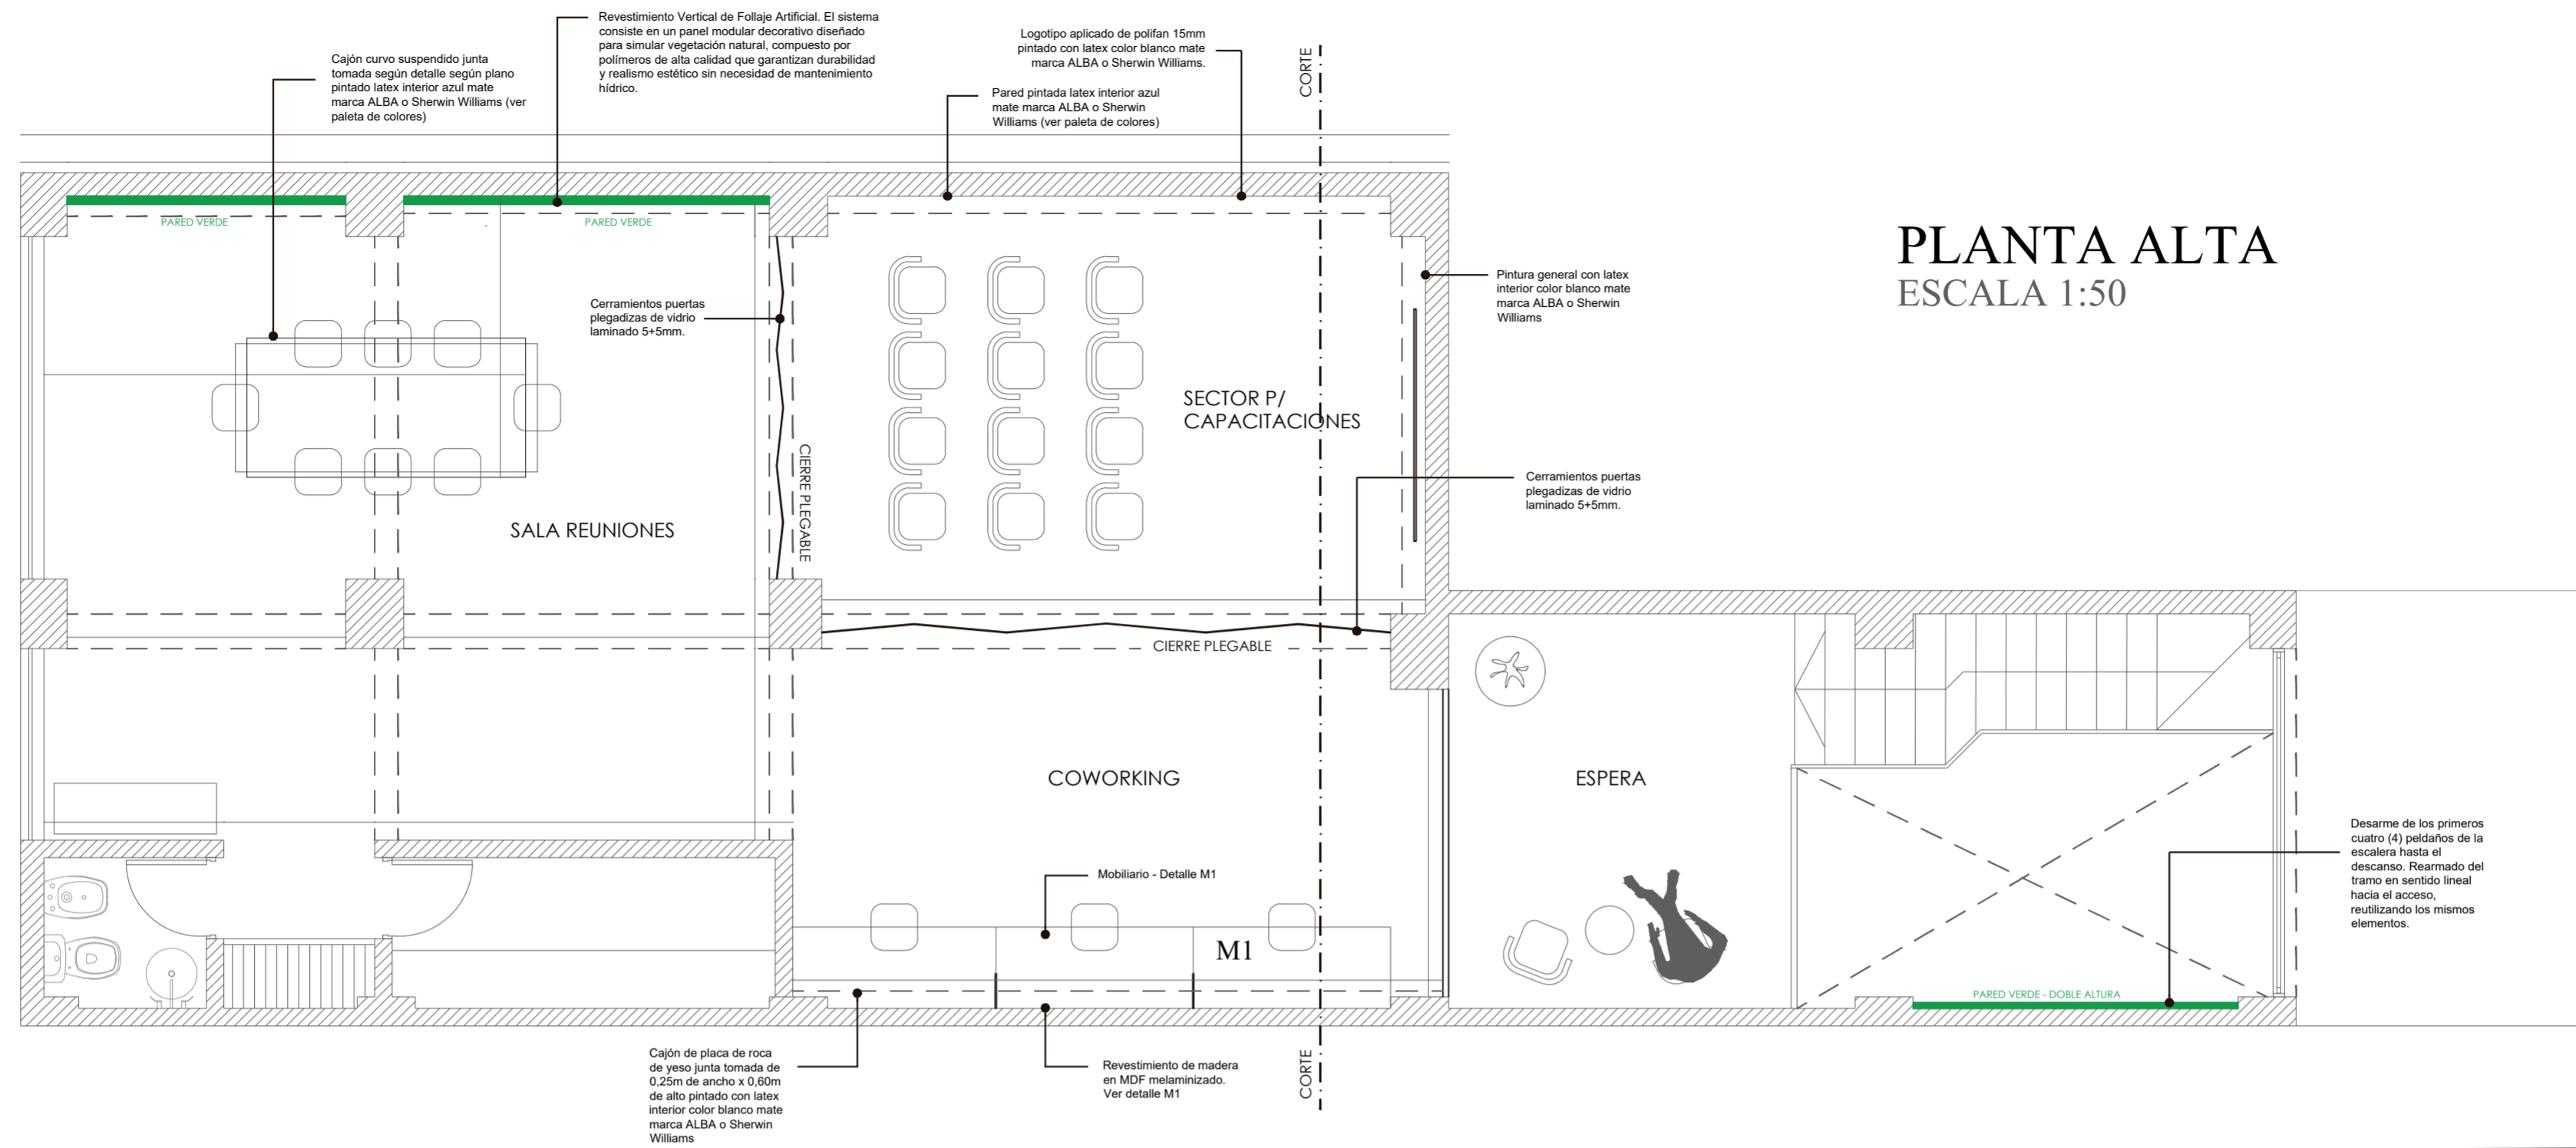 Revestimiento Vertical de Follaje Artificial. El sistema
consiste en un panel modular decorativo diseñado
para simular vegetación natural, compuesto por
polímeros de alta calidad que garantizan durabilidad
y realismo estético sin necesidad de mantenimiento
hídrico.
Cajón curvo suspendido junta
tomada según detalle según plano
pintado latex interior azul mate
marca ALBA o Sherwin Williams (ver
paleta de colores)
Logotipo aplicado de polifan 15mm
pintado con latex color blanco mate
marca ALBA o Sherwin Williams.
Pared pintada latex interior azul
mate marca ALBA o Sherwin
Williams (ver paleta de colores)
CORTE
PARED VERDE
PARED VERDE
PLANTA ALTA
ESCALA 1:50
Pintura general con latex
interior color blanco mate
marca ALBA o Sherwin
Williams
Cerramientos puertas
plegadizas de vidrio
laminado 5+5mm.
SECTOR P/
CAPACITACIONES
CIERRE PLEGABLE
Cerramientos puertas
plegadizas de vidrio
laminado 5+5mm.
SALA REUNIONES
CIERRE PLEGABLE
COWORKING
ESPERA
Desarme de los primeros
cuatro (4) peldaños de la
escalera hasta el
descanso. Rearmado del
tramo en sentido lineal
hacia el acceso,
reutilizando los mismos
elementos.
Mobiliario - Detalle M1
M1
PARED VERDE - DOBLE ALTURA
Cajón de placa de roca
de yeso junta tomada de
0,25m de ancho x 0,60m
de alto pintado con latex
interior color blanco mate
marca ALBA o Sherwin
Williams
Revestimiento de madera
en MDF melaminizado.
Ver detalle M1
CORTE